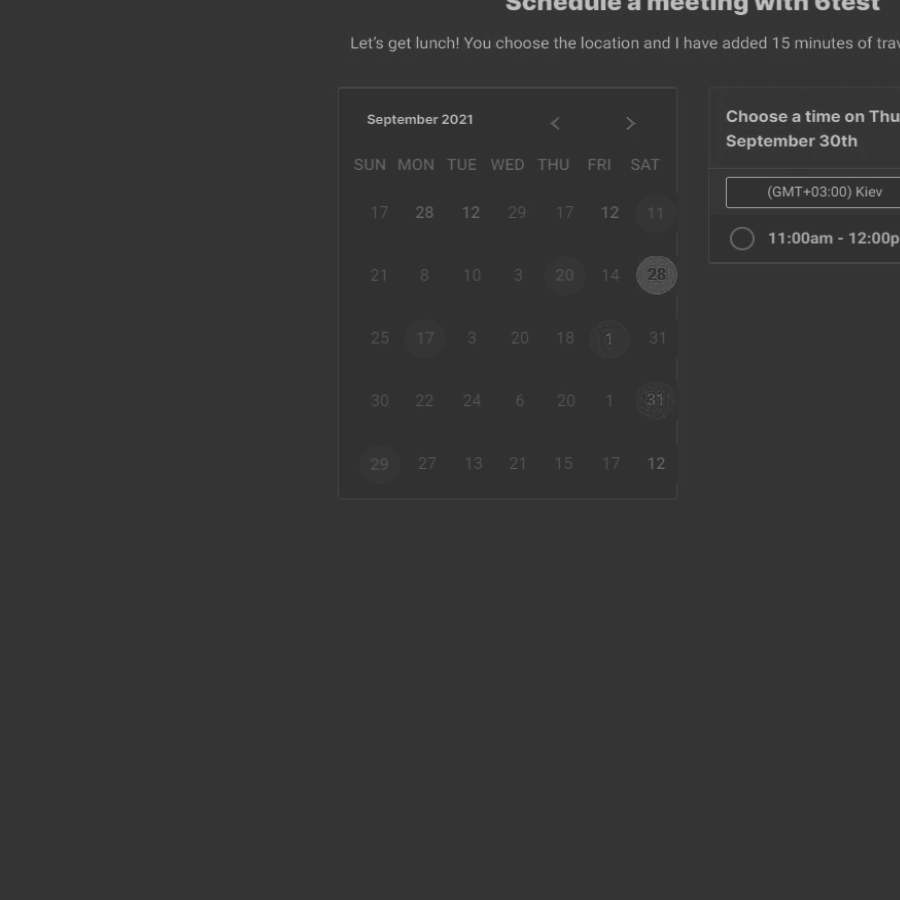 Schedule a meeting with 6test
Let's get lunch! You choose the location and I have added 15 minutes of
September 2021
SUN MON TUE WED THU FRI SAT
17 28 12 29 17 12 11
21 8 10 3 20 14 28
25 17 3 20 18 1 31
30 22 24 6 20 1 31
29 27 13 21 15 17 12
Choose a time on Thu
September 30th
(GMT+03:00) Kiev
11:00am - 12:00p